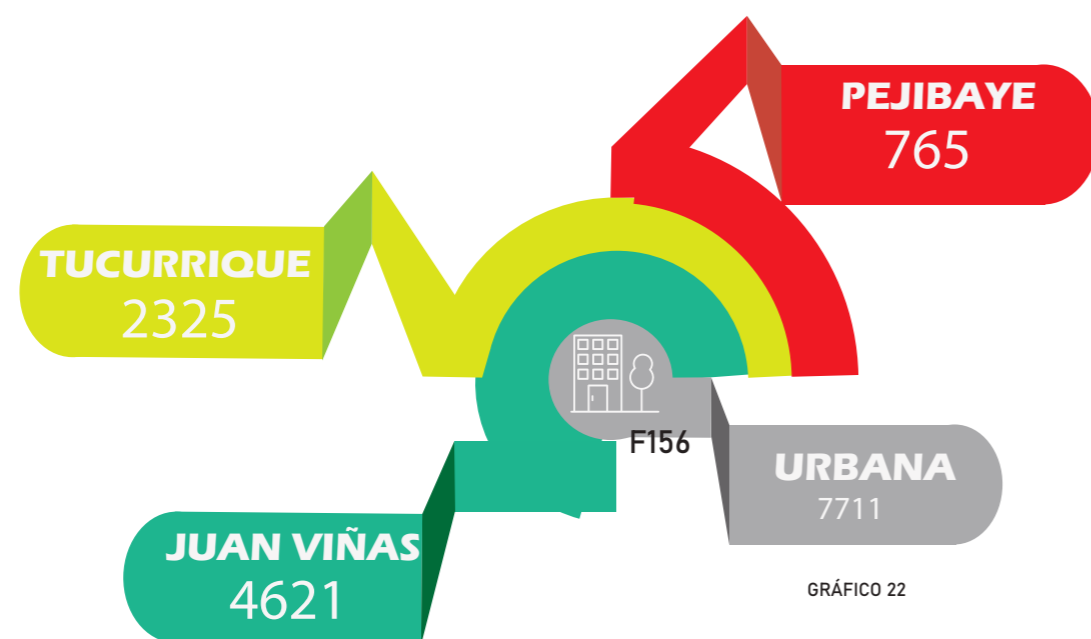 PEJIBAYE
765
TUCURRIQUE
2325
F156
URBANA
7711
JUAN VIÑAS
4621
GRÁFICO 22